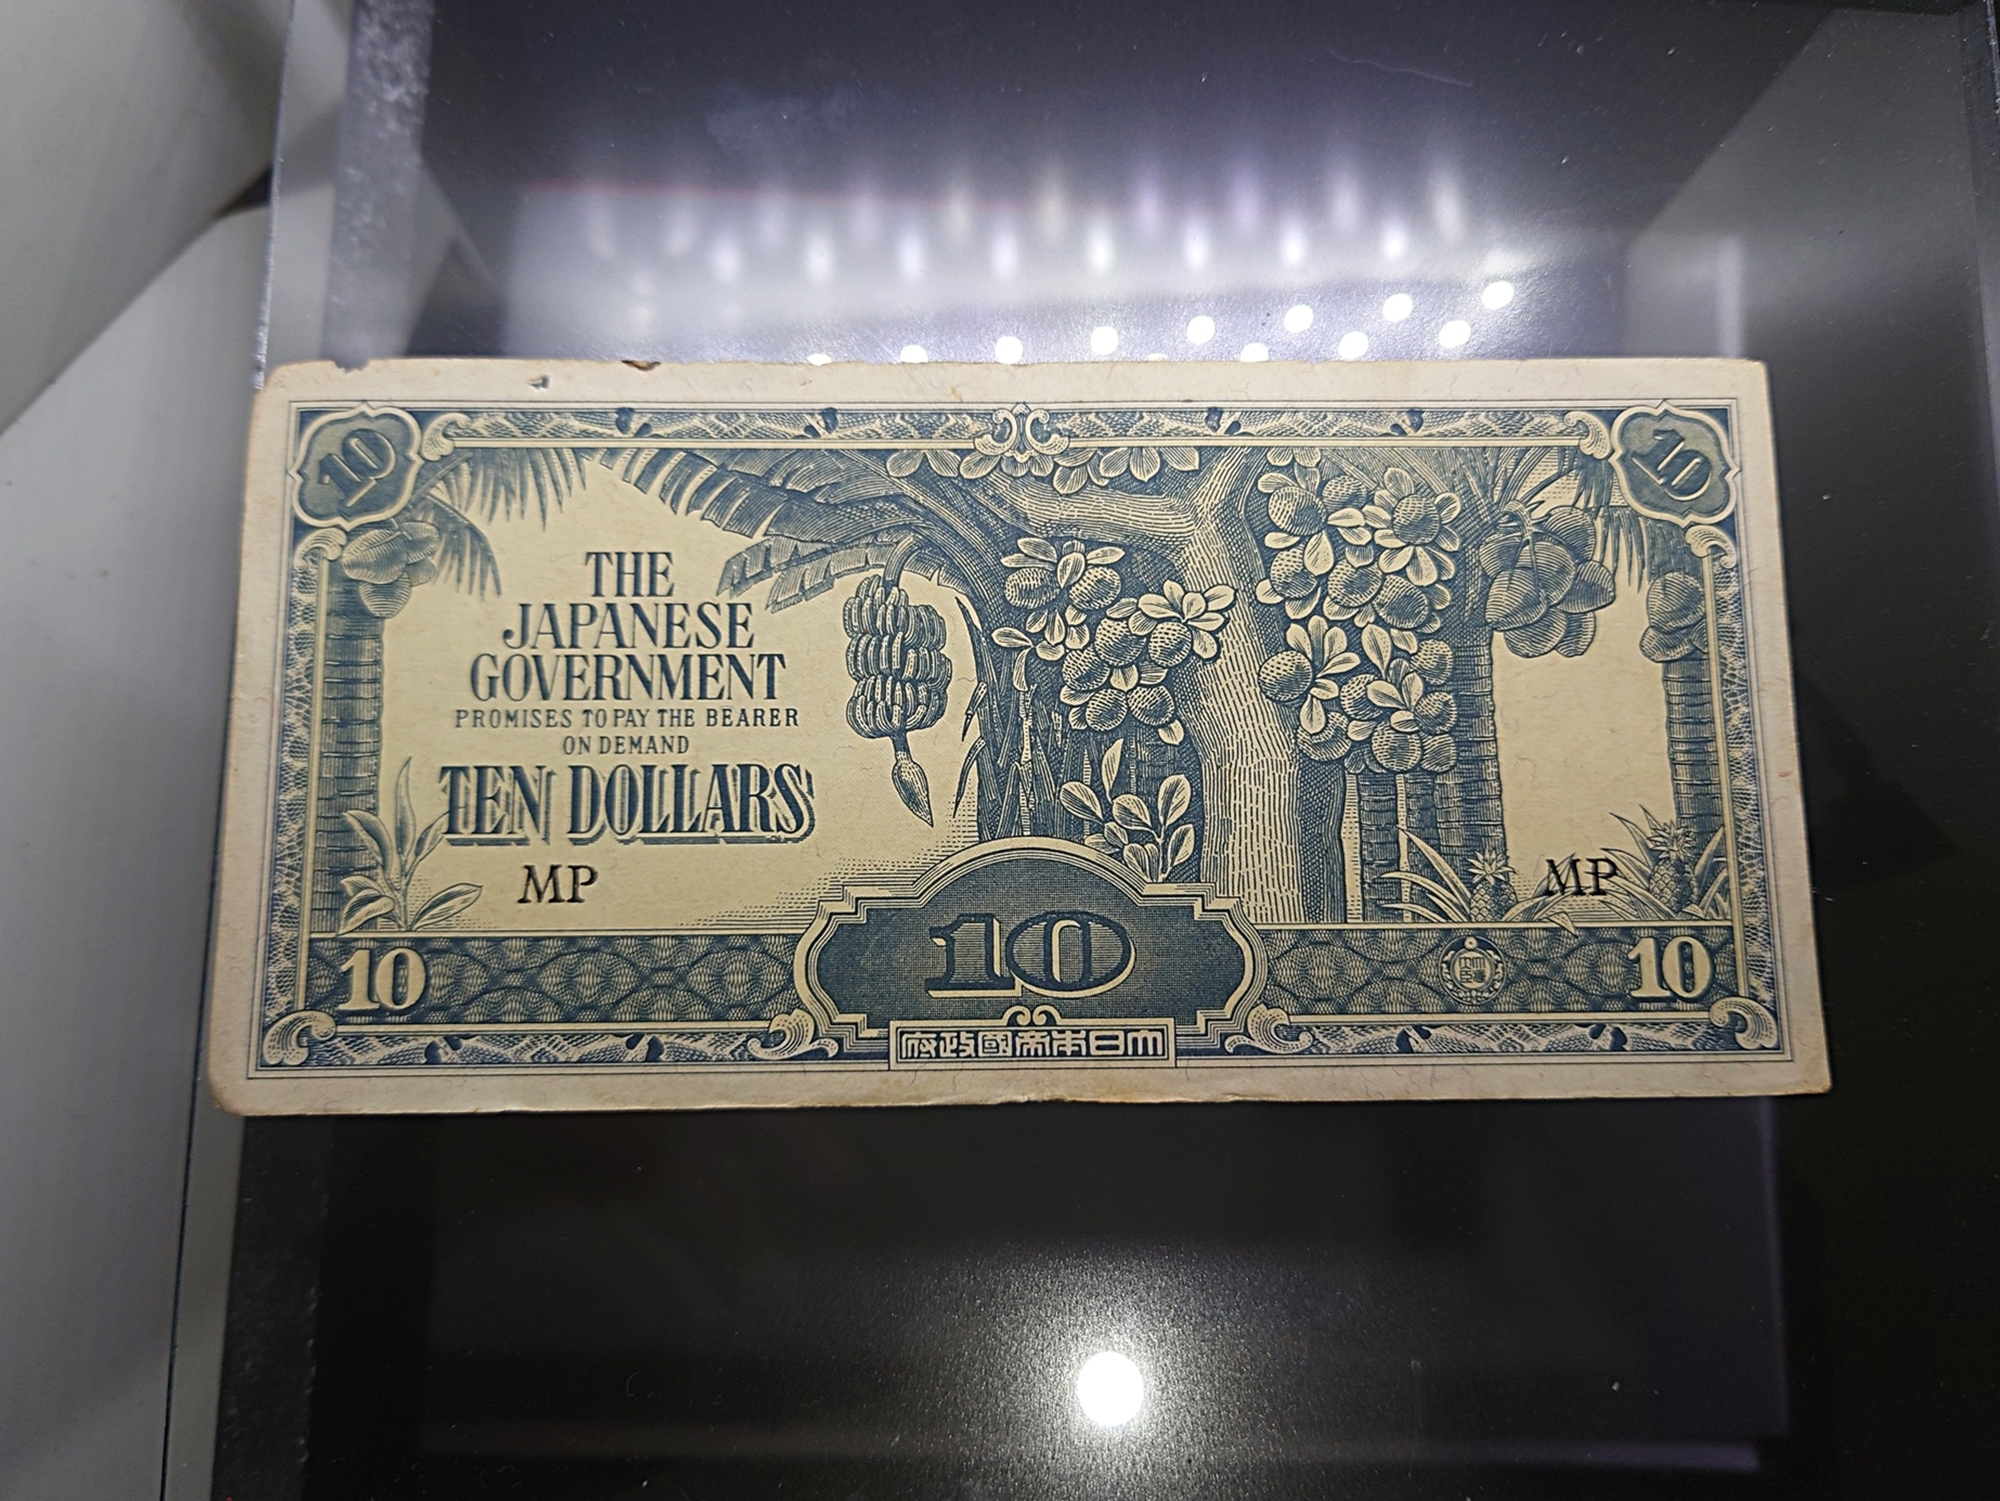 10 10
THE
JAPANESE
GOVERNMENT
PROMISES TO PAY THE BEARER
ON DEMAND
TEN DOLLARS
MP MP
10 10 10
府政國帝本日大